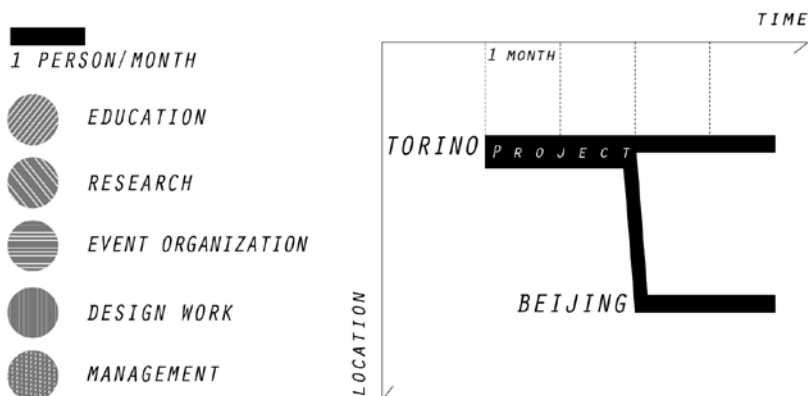 1 PERSON/MONTH
EDUCATION
RESEARCH
EVENT ORGANIZATION
DESIGN WORK
MANAGEMENT
TIME
1 MONTH
TORINO
PROJECT
BEIJING
LOCATION